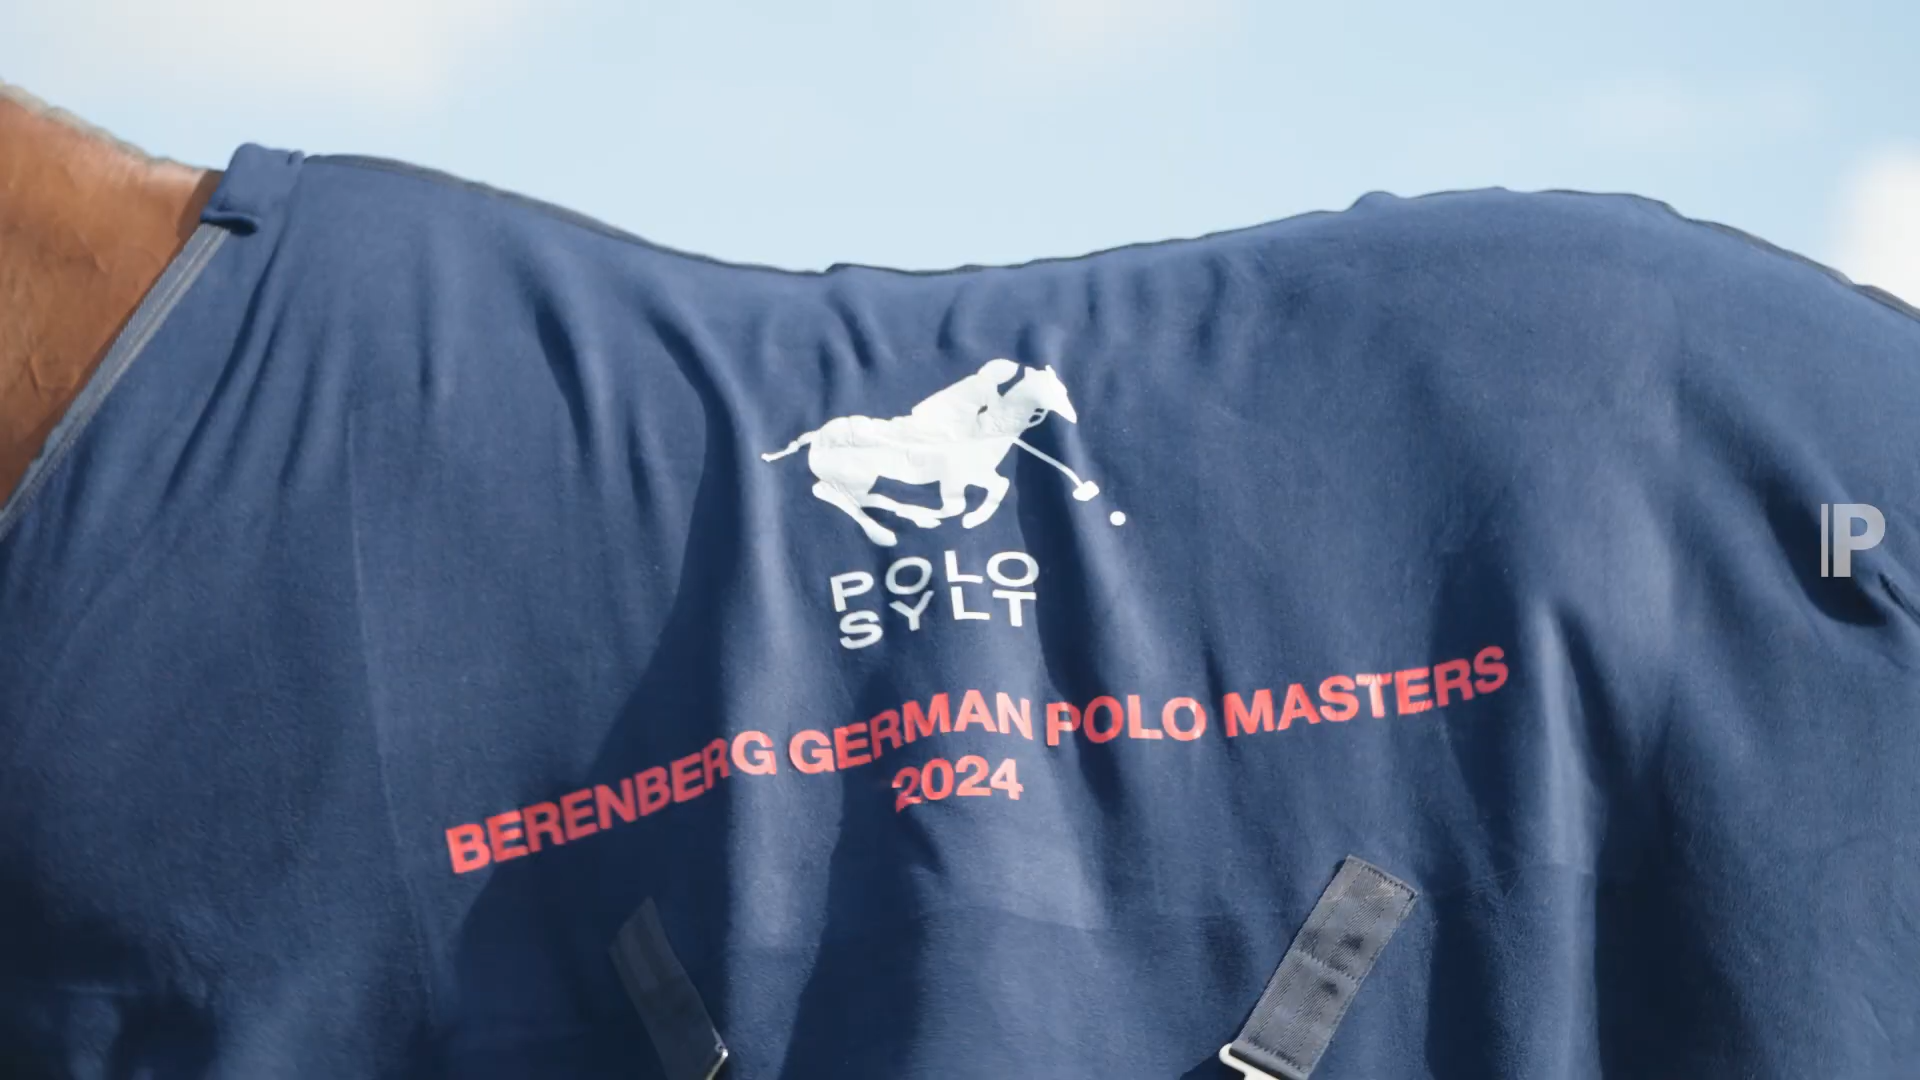 POLO
SYLT
BERENBERG GERMAN POLO MASTERS
2024
P